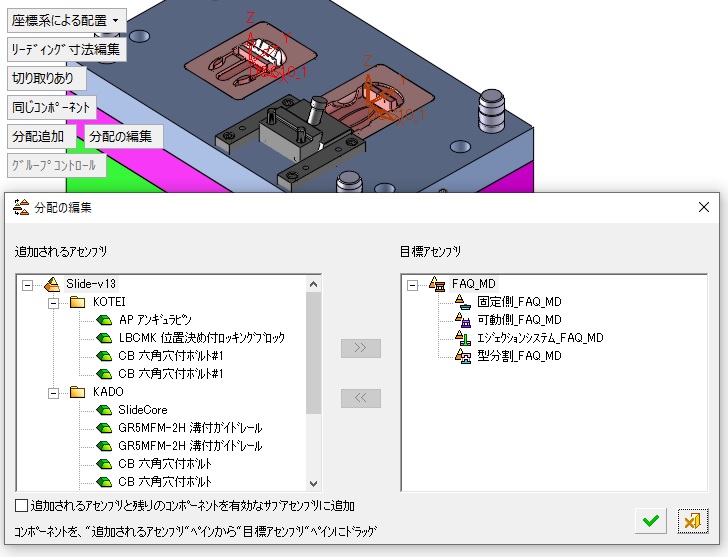 座標系による配置
リーディング寸法編集
切り取りあり
同じコンポーネント
分配追加 分配の編集
グループコントロール
Z
Y
Z
Y
分配の編集
追加されるアセンブリ
目標アセンブリ
Slide-v13
KOTEI
AP アンギュラピン
LBCMK 位置決め付ロッキングブロック
CB 六角穴付ボルト#1
CB 六角穴付ボルト#1
KADO
SlideCore
GR5MFM-2H 溝付ガイドレール
GR5MFM-2H 溝付ガイドレール
CB 六角穴付ボルト
CB 六角穴付ボルト
FAQ_MD
固定側_FAQ_MD
可動側_FAQ_MD
エジェクションシステム_FAQ_MD
型分割_FAQ_MD
>>
<<
追加されるアセンブリと残りのコンポーネントを有効なサブアセンブリに追加
コンポーネントを、"追加されるアセンブリ"ペインから"目標アセンブリ"ペインにドラッグ